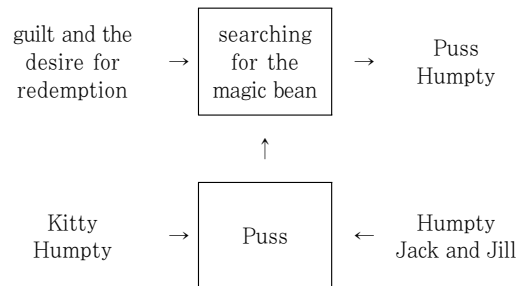 guilt and the
desire for
redemption
→
searching
for the
magic bean
→
Puss
Humpty
↑
Kitty
Humpty
→
Puss
←
Humpty
Jack and Jill